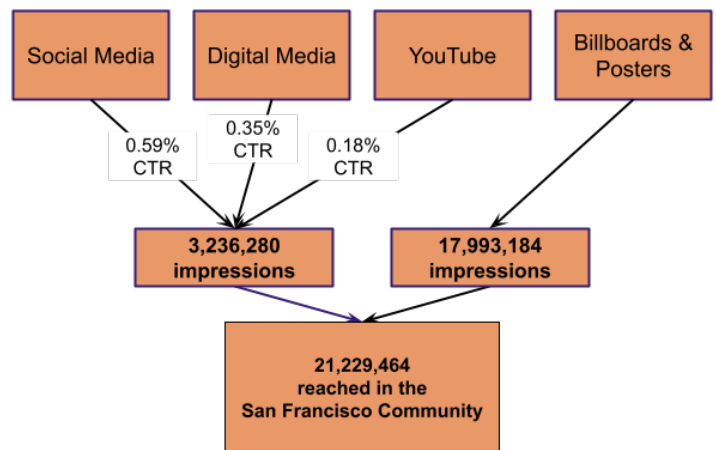 Social Media
Digital Media
YouTube
Billboards &
Posters
0.59%
CTR
0.35%
CTR
0.18%
CTR
3,236,280
impressions
17,993,184
impressions
21,229,464
reached in the
San Francisco Community